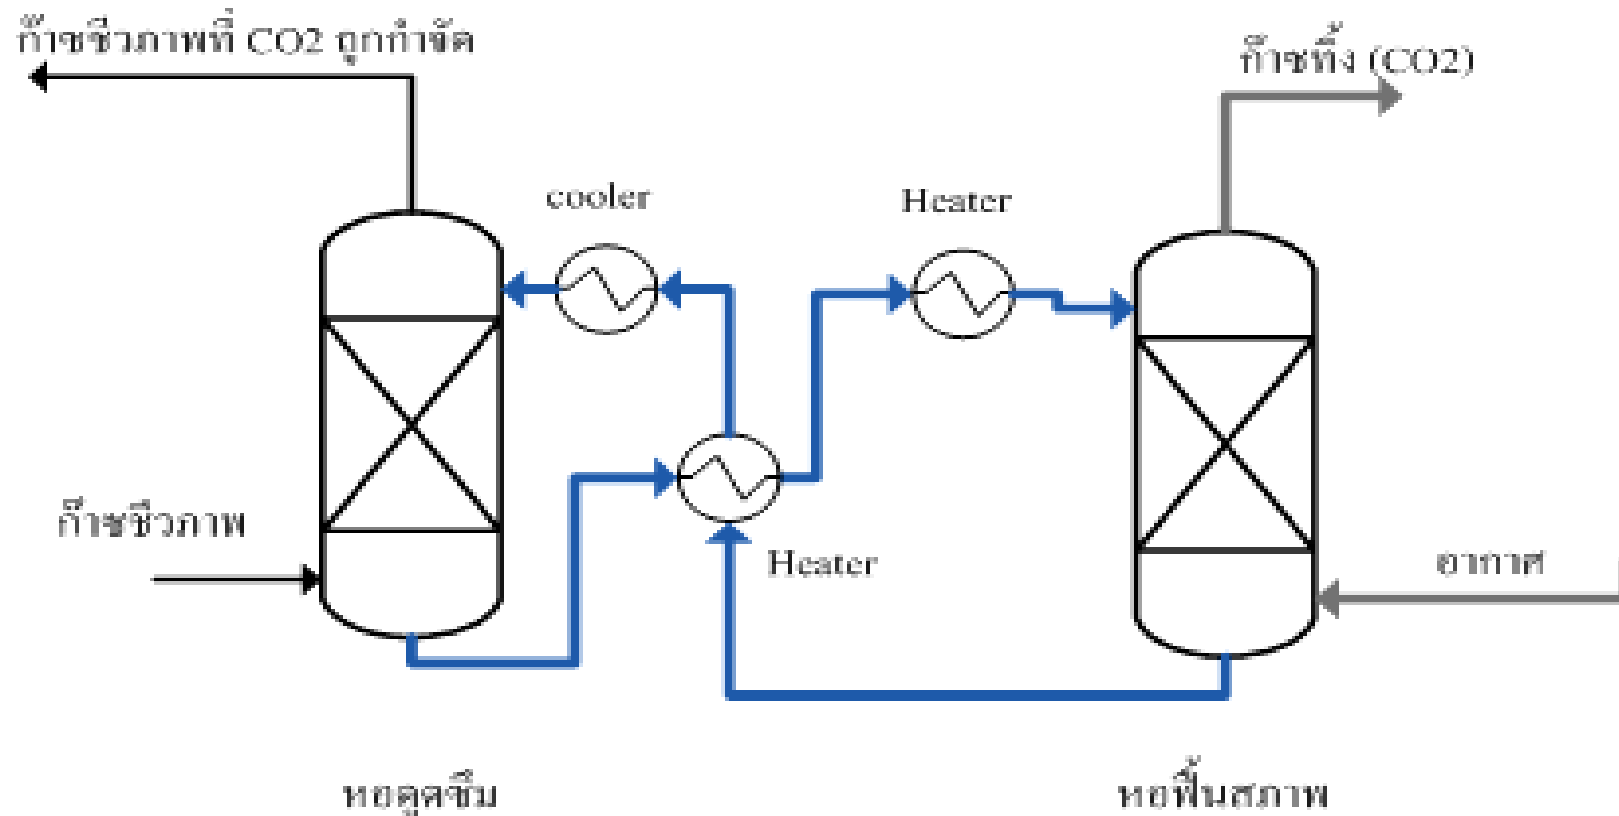 ก๊าซชีวภาพที่ CO2 ถูกกำจัด
ก๊าซทิ้ง (CO2)
cooler
Heater
ก๊าซชีวภาพ
Heater
อากาศ
หอดูดซึม
หอฟื้นสภาพ